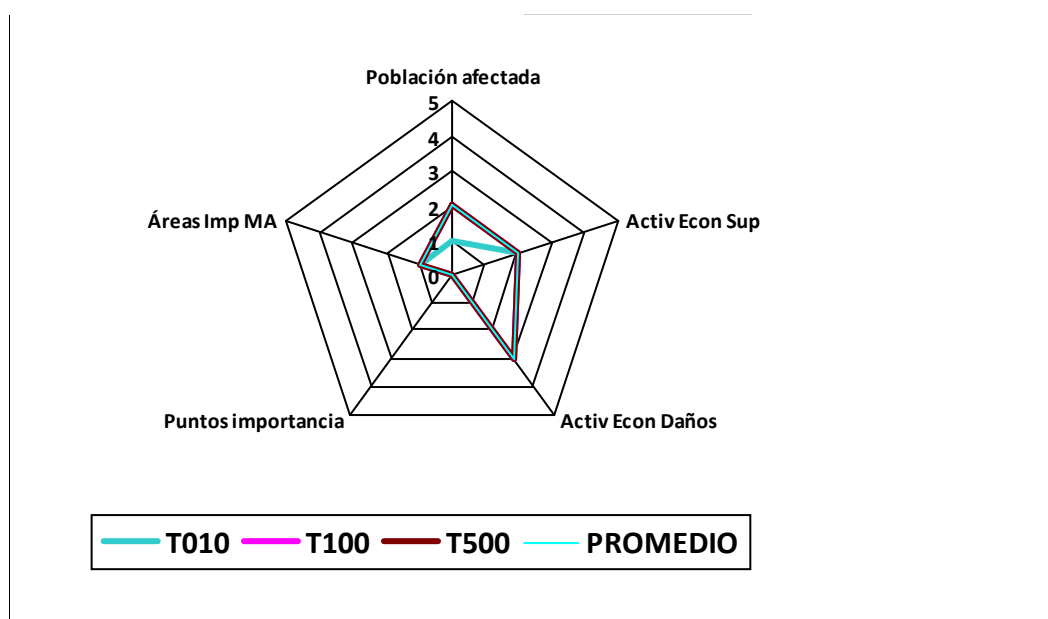 Población afectada
5
4
3
2
1
0
Áreas Imp MA
Activ Econ Sup
Puntos importancia
Activ Econ Daños
T010 T100 T500 PROMEDIO